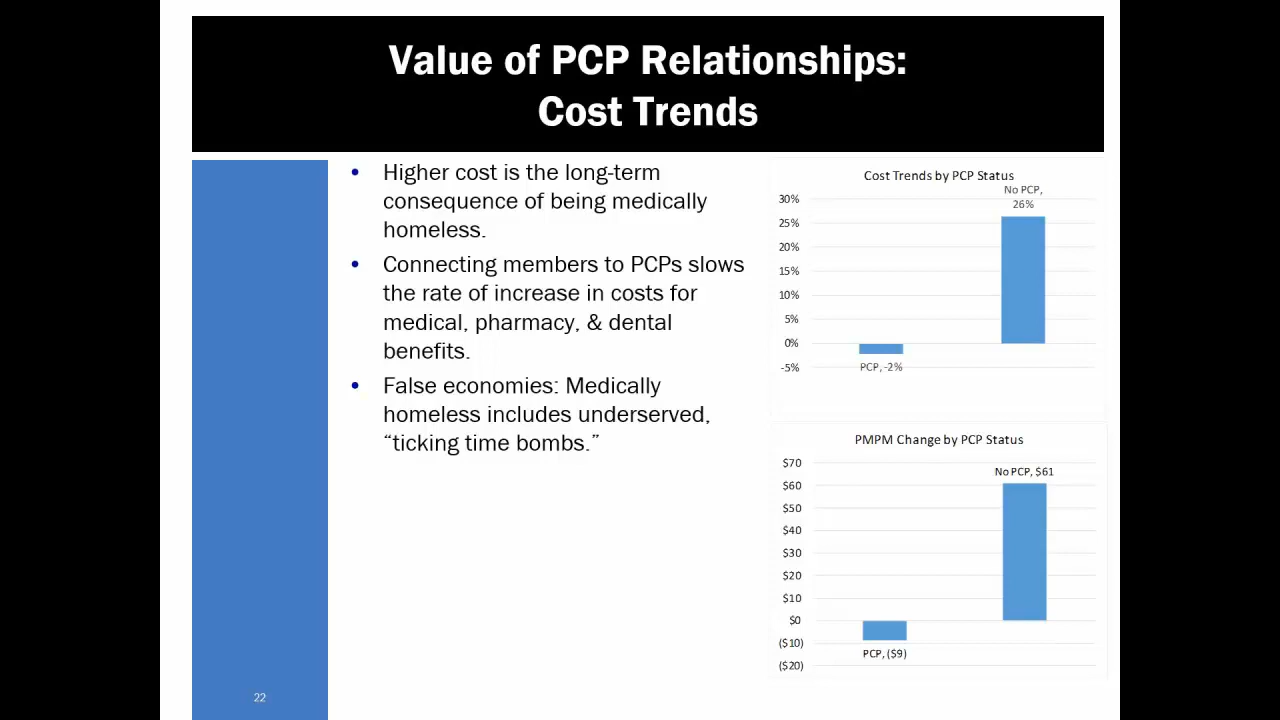 Value of PCP Relationships:
Cost Trends
• Higher cost is the long-term
consequence of being medically
homeless.
• Connecting members to PCPs slows
the rate of increase in costs for
medical, pharmacy, & dental
benefits.
• False economies: Medically
homeless includes underserved,
“ticking time bombs.”
Cost Trends by PCP Status
No PCP,
26%
30%
25%
20%
15%
10%
5%
0%
-5%
PCP, -2%
PMPM Change by PCP Status
$70
No PCP, $61
$60
$50
$40
$30
$20
$10
$0
($10)
PCP, ($9)
($20)
22